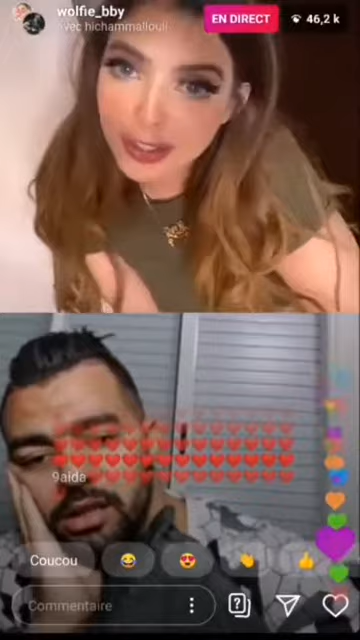 wolfie_bby
avec hichammallouli
EN DIRECT
46,2 k
9aida
Coucou
Commentaire